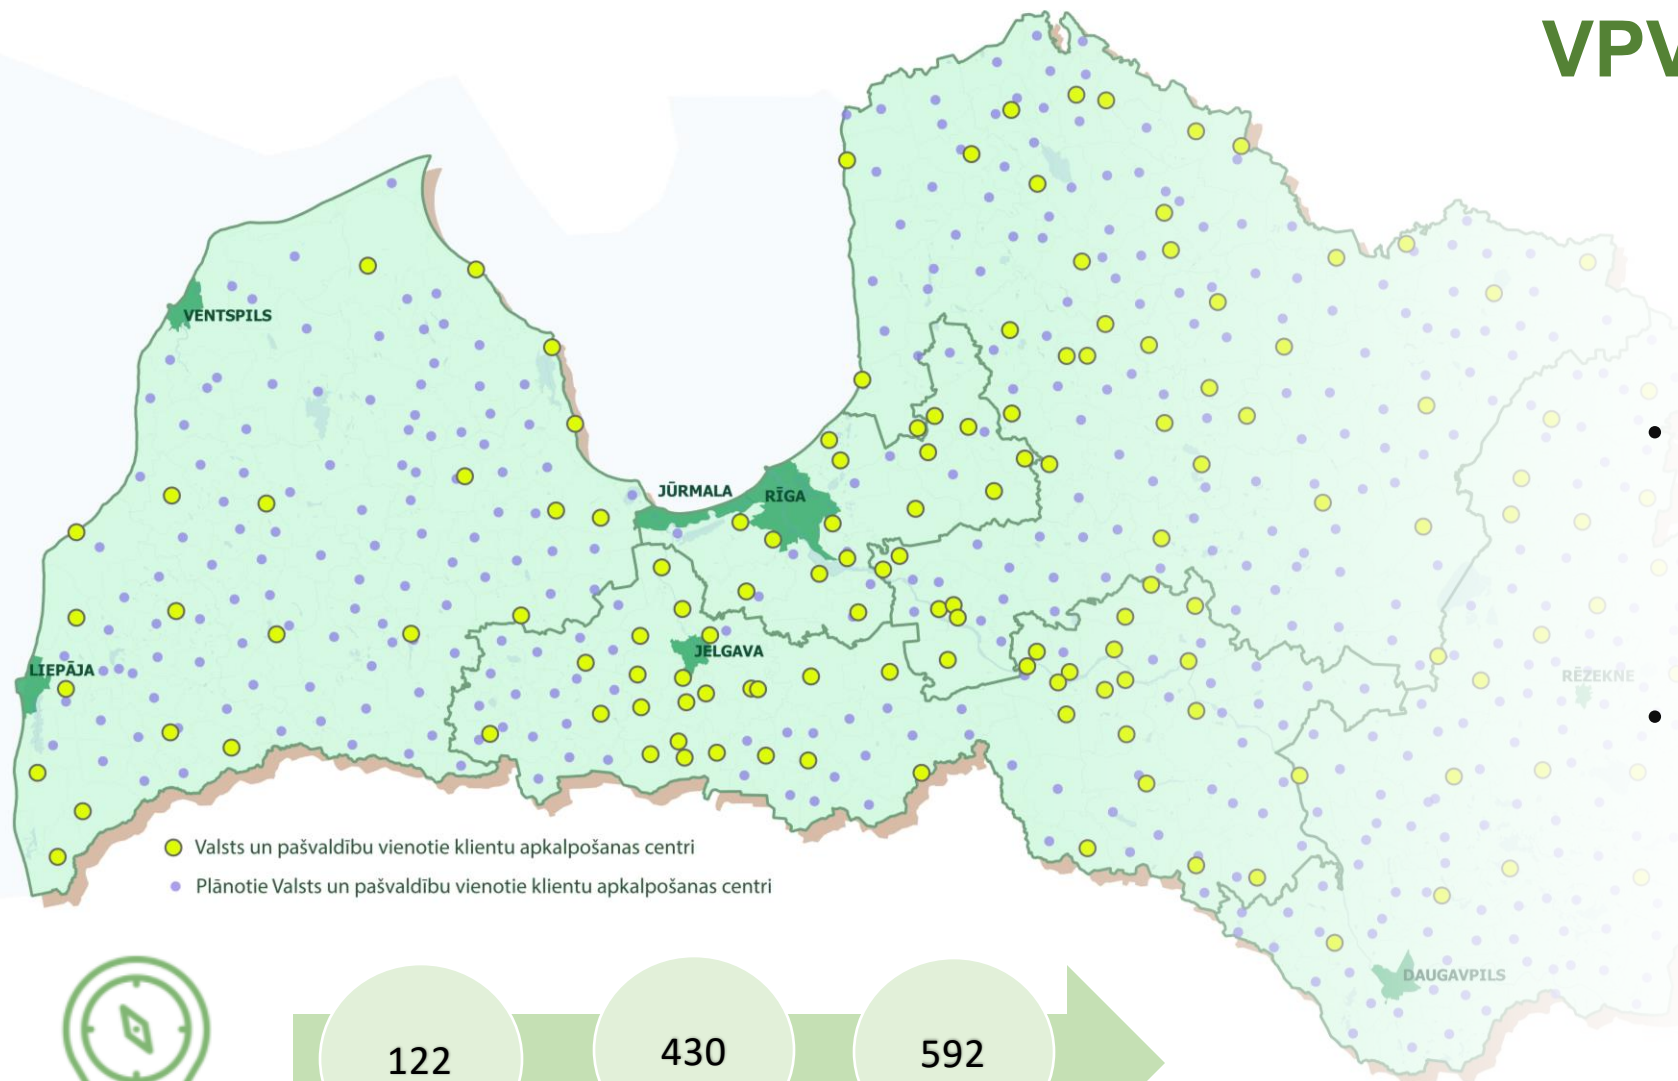 VPV
VENTSPILS
JŪRMALA
RĪGA
JELGAVA
LIEPĀJA
RĒZEKNE
Valsts un pašvaldību vienotie klientu apkalpošanas centri
Plānotie Valsts un pašvaldību vienotie klientu apkalpošanas centri
DAUGAVPILS
122
430
592